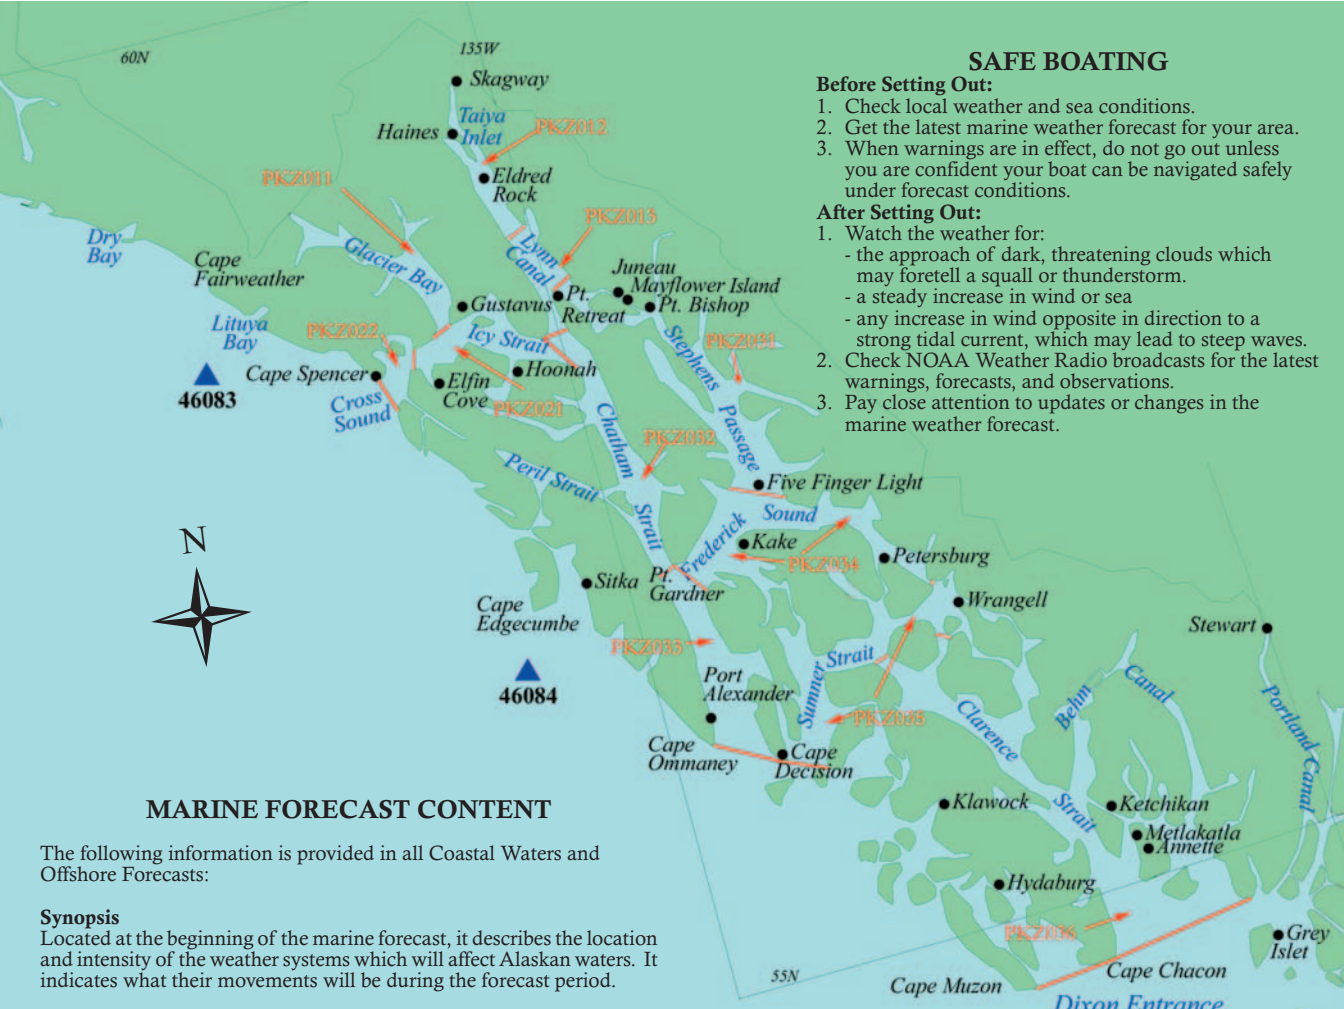 60N
135W
Skagway
Taiya
Inlet
Haines
PKZ012
Eldred
Rock
PKZ011
PKZ013
Lynn
Canal
Dry
Bay
Cape
Fairweather
Glacier Bay
Juneau
Mayflower Island
Pt. Bishop
Pt.
Retreat
Gustavus
Lituya
Bay
PKZ022
Icy Strait
Stephens
Passage
PKZ031
46083
Cape Spencer
Cross
Sound
Elfin
Cove
Hoonah
PKZ021
Chatham
Strait
PKZ032
Peril Strait
Five Finger Light
Frederick
Sound
Kake
PKZ034
Petersburg
N
Sitka
Pt.
Gardner
Cape
Edgecumbe
Wrangell
Stewart
PKZ033
46084
Port
Alexander
Sumner
Strait
PKZ035
Clarence
Strait
Behm
Canal
Portland Canal
Cape
Ommaney
Cape
Decision
Klawock
Ketchikan
Metlakatla
Annette
Hydaburg
PKZ036
Grey
Islet
Cape Chacon
Cape Muzon
55N
Dixon Entrance
SAFE BOATING
Before Setting Out:
1. Check local weather and sea conditions.
2. Get the latest marine weather forecast for your area.
3. When warnings are in effect, do not go out unless
you are confident your boat can be navigated safely
under forecast conditions.
After Setting Out:
1. Watch the weather for:
- the approach of dark, threatening clouds which
may foretell a squall or thunderstorm.
- a steady increase in wind or sea
- any increase in wind opposite in direction to a
strong tidal current, which may lead to steep waves.
2. Check NOAA Weather Radio broadcasts for the latest
warnings, forecasts, and observations.
3. Pay close attention to updates or changes in the
marine weather forecast.
MARINE FORECAST CONTENT
The following information is provided in all Coastal Waters and
Offshore Forecasts:
Synopsis
Located at the beginning of the marine forecast, it describes the location
and intensity of the weather systems which will affect Alaskan waters. It
indicates what their movements will be during the forecast period.